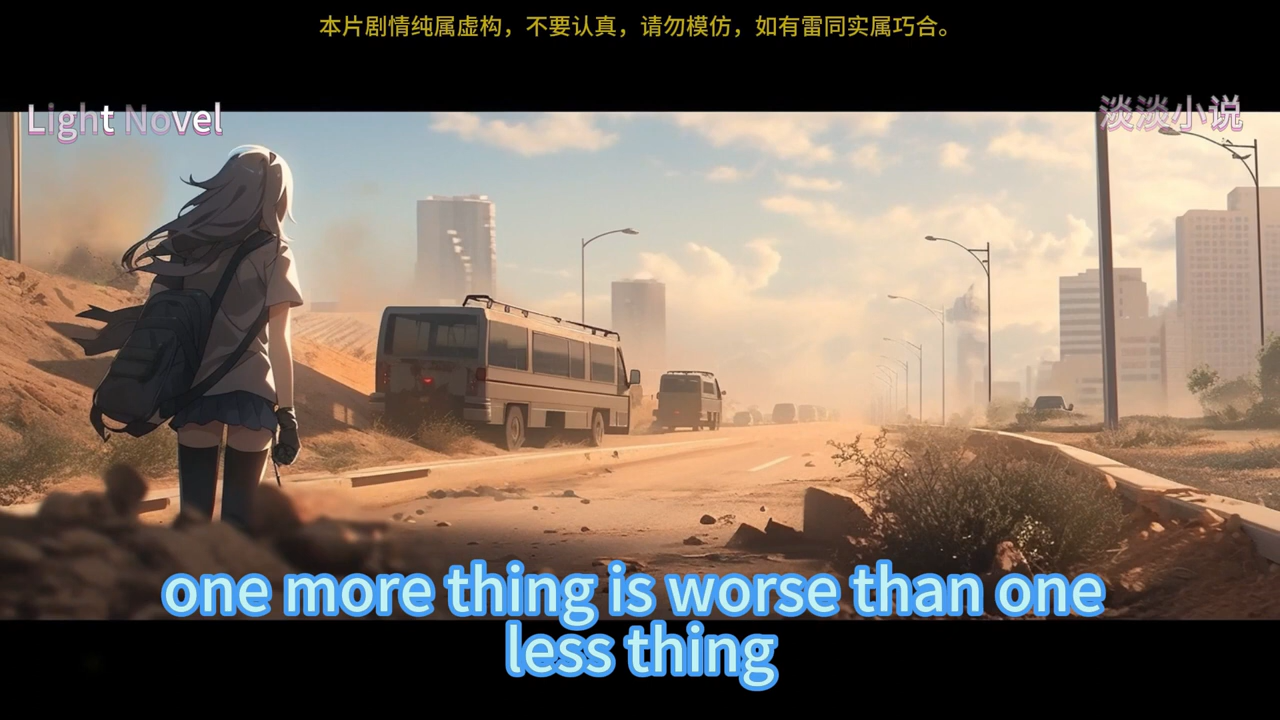 本片剧情纯属虚构，不要认真，请勿模仿，如有雷同实属巧合。
Light Novel
淡淡小说
one more thing is worse than one
less thing